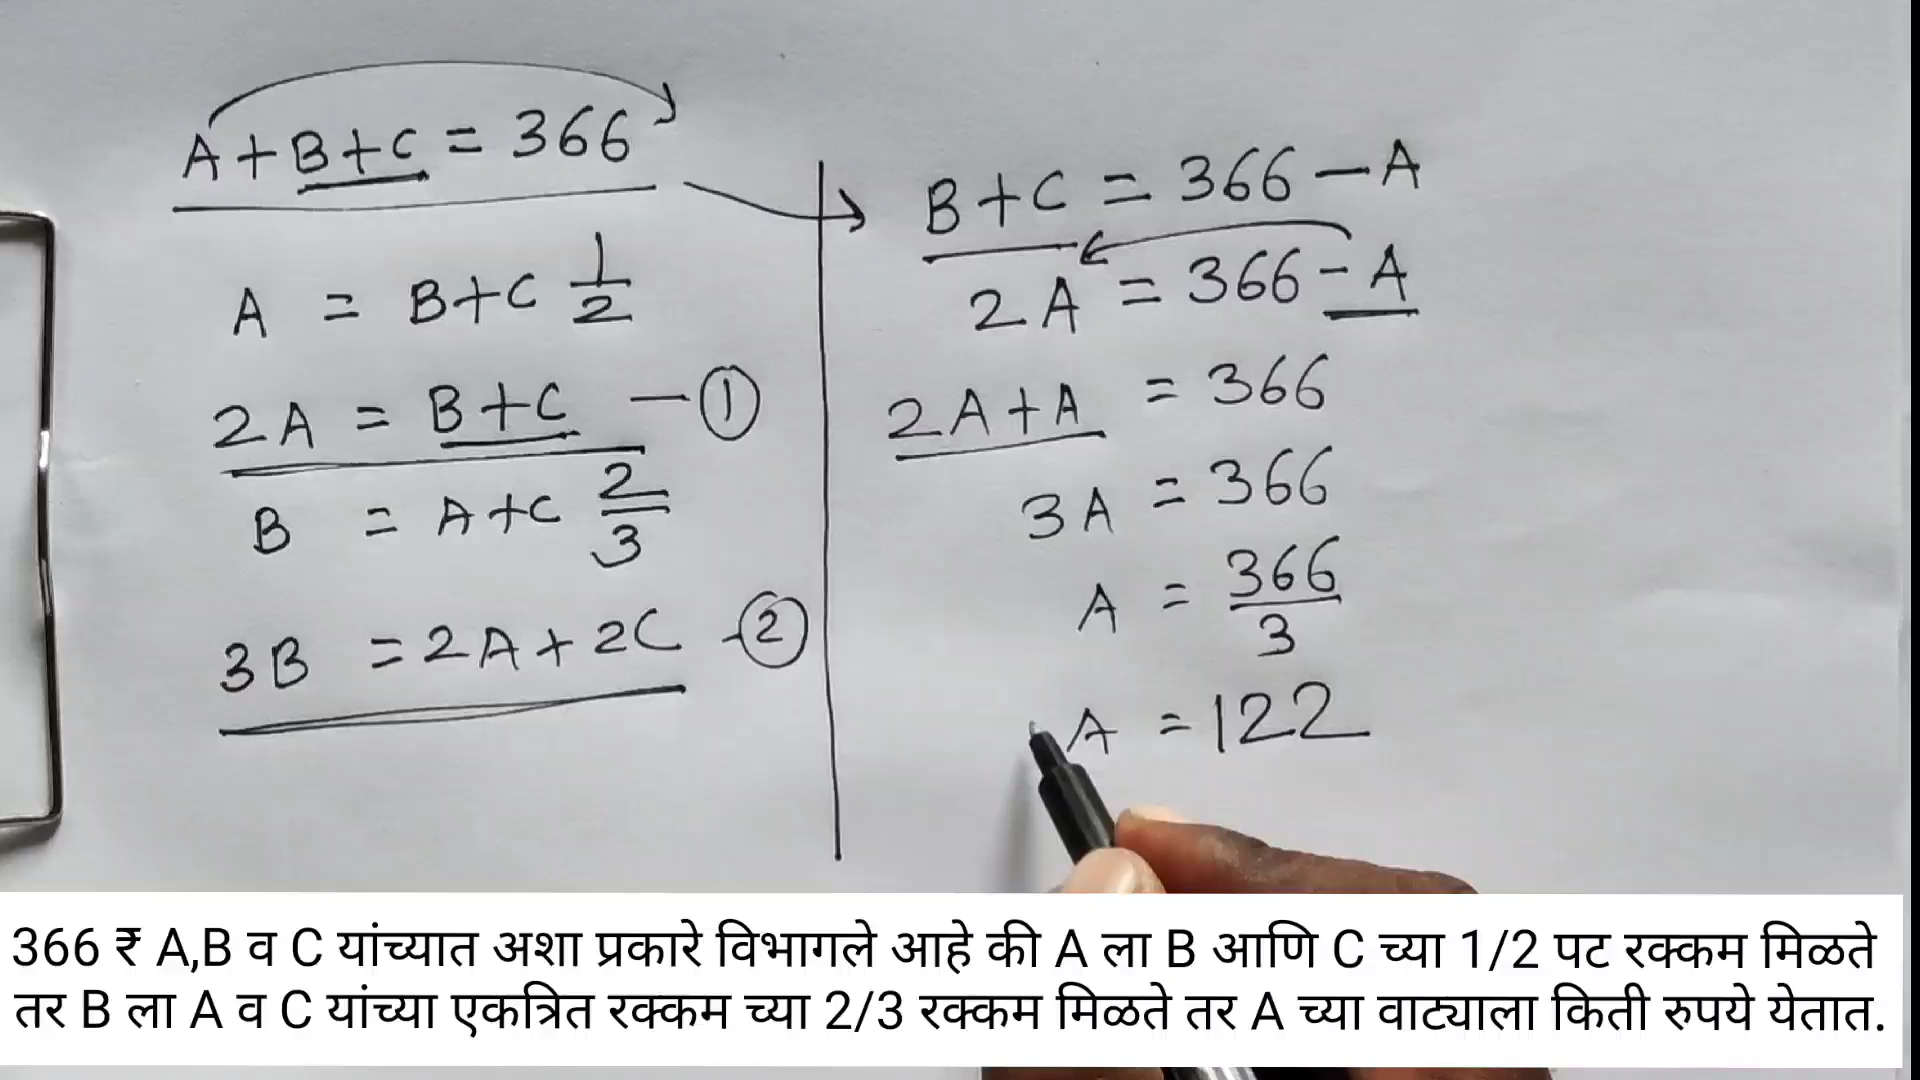 A+B+C = 366
A = B+C 1/2
2A = B+C — ①
B = A+C 2/3
3B = 2A+2C - ②
B+C = 366 – A
2A = 366 – A
2A+A = 366
3A = 366
A = 366/3
A = 122
366 ₹ A,B व C यांच्यात अशा प्रकारे विभागले आहे की A ला B आणि C च्या 1/2 पट रक्कम मिळते
तर B ला A व C यांच्या एकत्रित रक्कम च्या 2/3 रक्कम मिळते तर A च्या वाट्याला किती रुपये येतात.